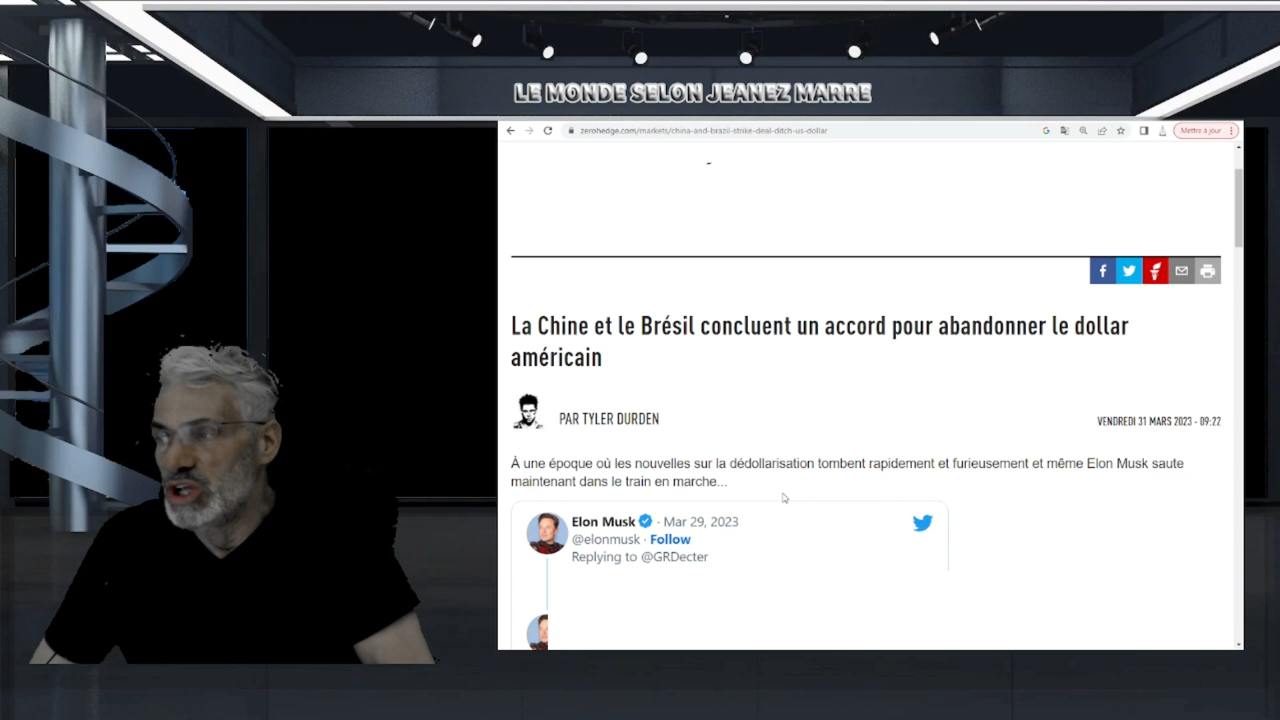 LE MONDE SELON JEANEZ MARRE
zerohedge.com/markets/china-and-brazil-strike-deal-ditch-us-dollar
Mettre à jour
La Chine et le Brésil concluent un accord pour abandonner le dollar
américain
PAR TYLER DURDEN
VENDREDI 31 MARS 2023 - 09:22
À une époque où les nouvelles sur la dédollarisation tombent rapidement et furieusement et même Elon Musk saute
maintenant dans le train en marche...
Elon Musk · Mar 29, 2023
@elonmusk · Follow
Replying to @GRDecter